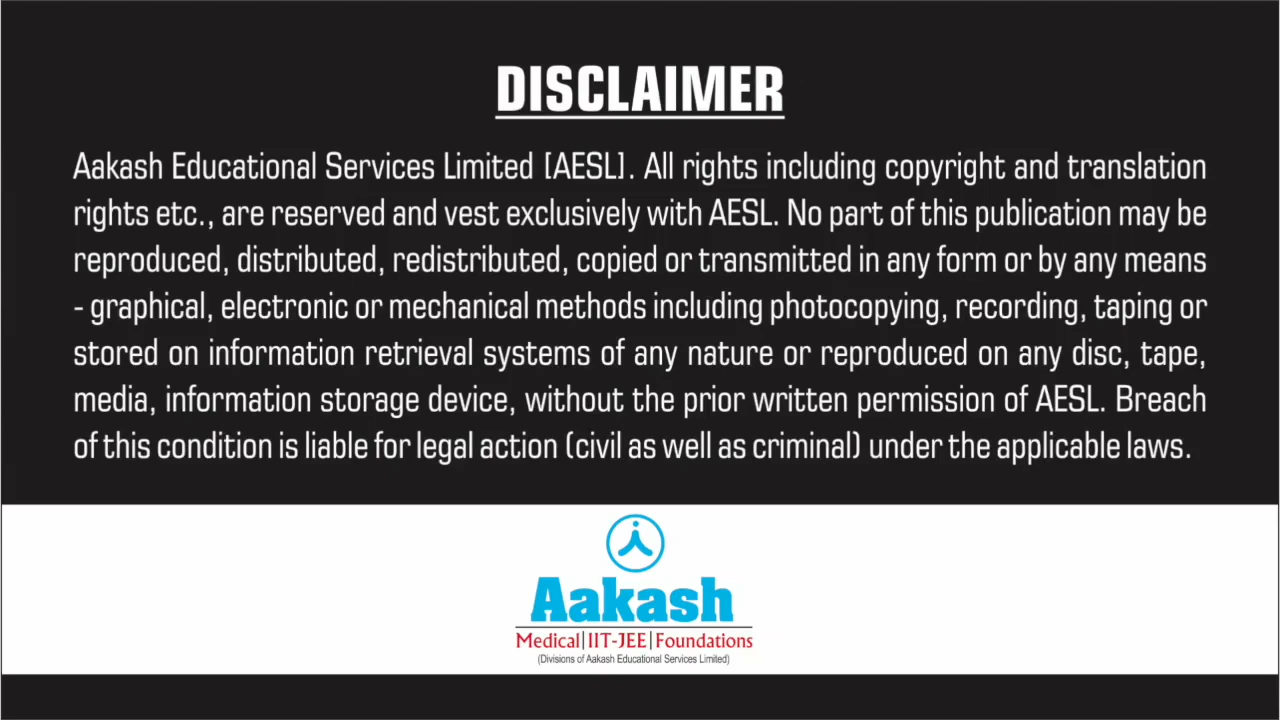 DISCLAIMER
Aakash Educational Services Limited [AESL]. All rights including copyright and translation
rights etc., are reserved and vest exclusively with AESL. No part of this publication may be
reproduced, distributed, redistributed, copied or transmitted in any form or by any means
- graphical, electronic or mechanical methods including photocopying, recording, taping or
stored on information retrieval systems of any nature or reproduced on any disc, tape,
media, information storage device, without the prior written permission of AESL. Breach
of this condition is liable for legal action (civil as well as criminal) under the applicable laws.
Aakash
Medical|IIT-JEE|Foundations
(Divisions of Aakash Educational Services Limited)